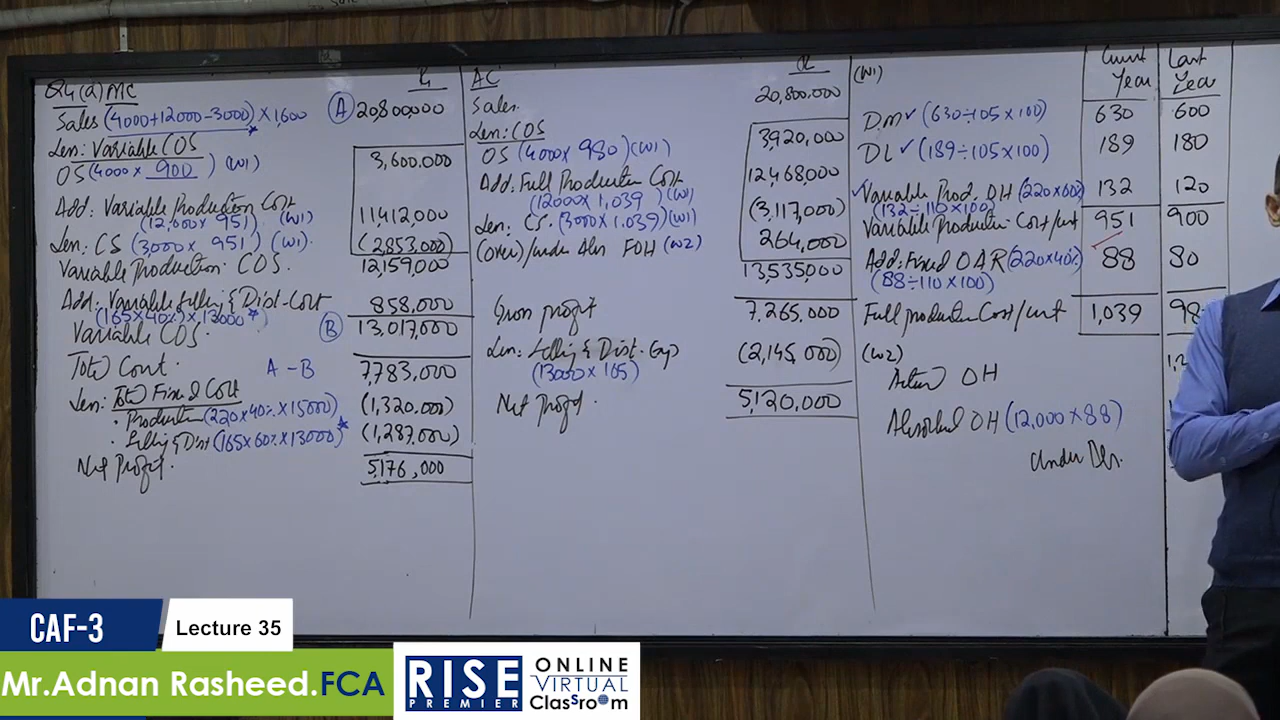 Q4(a) MC
Rs
Sales (4000+12000-3000) × 1,600 (A) 20,800,000
Less: Variable COS
OS (4000 × 900) (W1) 3,600,000
Add: Variable Production Cost
(12,000 × 951) (W1) 11,412,000
Less: CS (3,000 × 951) (W1) (2,853,000)
Variable Production COS. 12,159,000
Add: Variable Selling & Dist-Cost 858,000
(165×40%) × 13000 *)
Variable COS. (B) 13,017,000
Total Cont. A - B 7,783,000
Less: Total Fixed Cost
• Production (220×40% × 15000) (1,320,000)
• Selling & Dist (165×60% × 13000) * (1,287,000)
Net Profit. 5,176,000
AC
Rs
Sales. 20,800,000
Less: COS
OS (4000 × 980) (W1) 3,920,000
Add: Full Production Cost 12,468,000
(12000 × 1,039) (W1)
Less: CS. (3000 × 1,039) (W1) (3,117,000)
(over)/under Abs FOH (W2) 264,000
13,535,000
Gross profit 7,265,000
Less: Selling & Dist. Exp (2,145,000)
(13000 × 165)
Net Profit. 5,120,000
(W1)
Current Year
Last Year
D.M ✓ (630÷105×100) 630 600
DL ✓ (189÷105×100) 189 180
✓ Variable Prod. OH (220×60%) 132 120
(132÷110×100)
Variable Production Cost/unit 951 900
Add: Fixed OAR (220×40%) 88 80
(88÷110×100)
Full production Cost/unit 1,039 98
(W2)
Actual OH
Absorbed OH (12,000 × 88)
Under Abs.
CAF-3
Lecture 35
Mr.Adnan Rasheed.FCA
RISE
PREMIER
ONLINE
VIRTUAL
ClasSroom